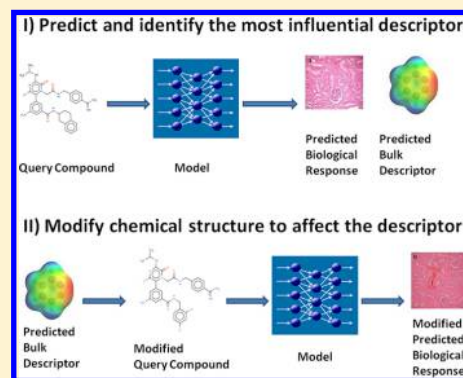 I) Predict and identify the most influential descriptor
Query Compound
Model
Predicted
Biological
Response
Predicted
Bulk
Descriptor
II) Modify chemical structure to affect the descriptor
Predicted
Bulk
Descriptor
Modified
Query Compound
Model
Modified
Predicted
Biological
Response